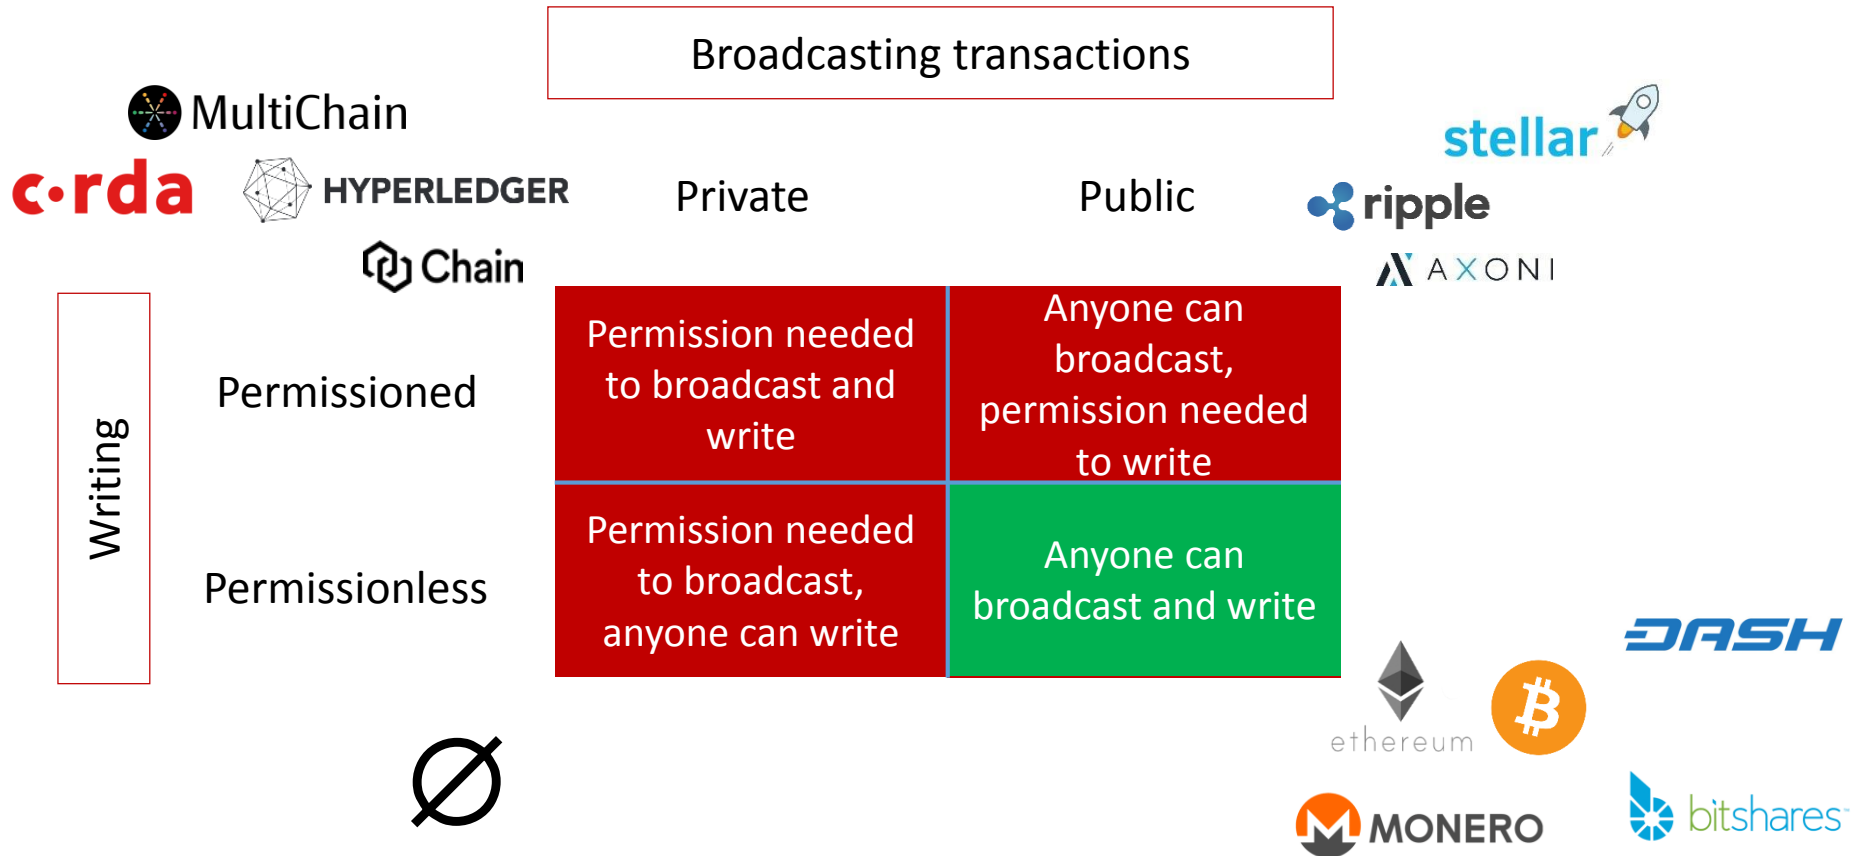 Broadcasting transactions
MultiChain
stellar
c•rda
HYPERLEDGER
Private
Public
ripple
Chain
AXONI
Writing
Permissioned
Permission needed
to broadcast and
write
Anyone can
broadcast,
permission needed
to write
Permissionless
Permission needed
to broadcast,
anyone can write
Anyone can
broadcast and write
DASH
ethereum
MONERO
bitshares™